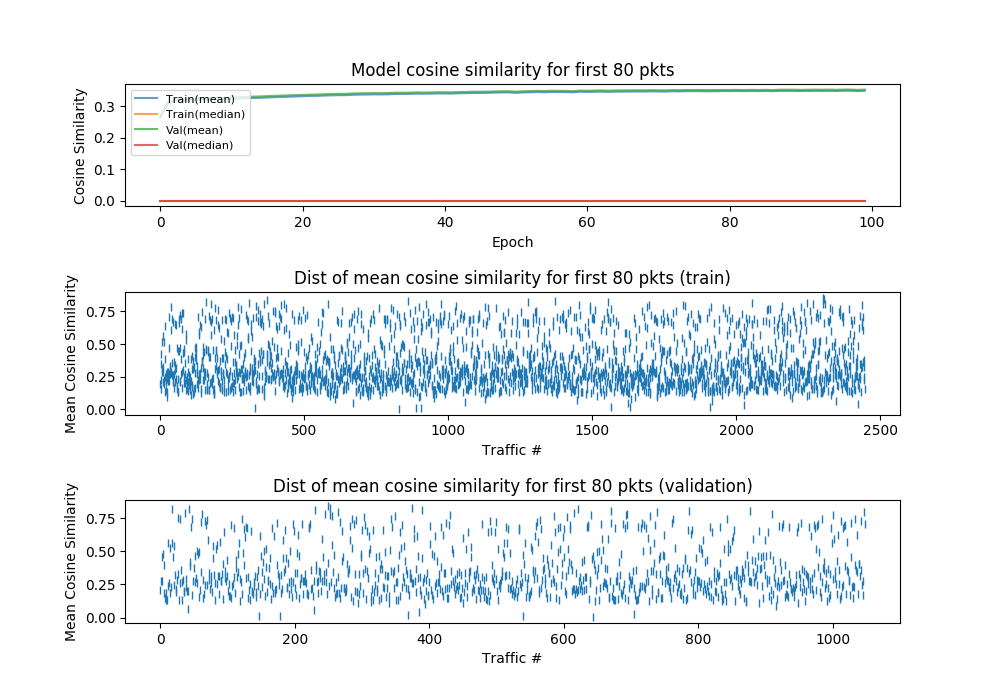 Model cosine similarity for first 80 pkts
Cosine Similarity
0.3
0.2
0.1
0.0
Train(mean)
Train(median)
Val(mean)
Val(median)
0 20 40 60 80 100
Epoch
Dist of mean cosine similarity for first 80 pkts (train)
Mean Cosine Similarity
0.75
0.50
0.25
0.00
0 500 1000 1500 2000 2500
Traffic #
Dist of mean cosine similarity for first 80 pkts (validation)
Mean Cosine Similarity
0.75
0.50
0.25
0.00
0 200 400 600 800 1000
Traffic #